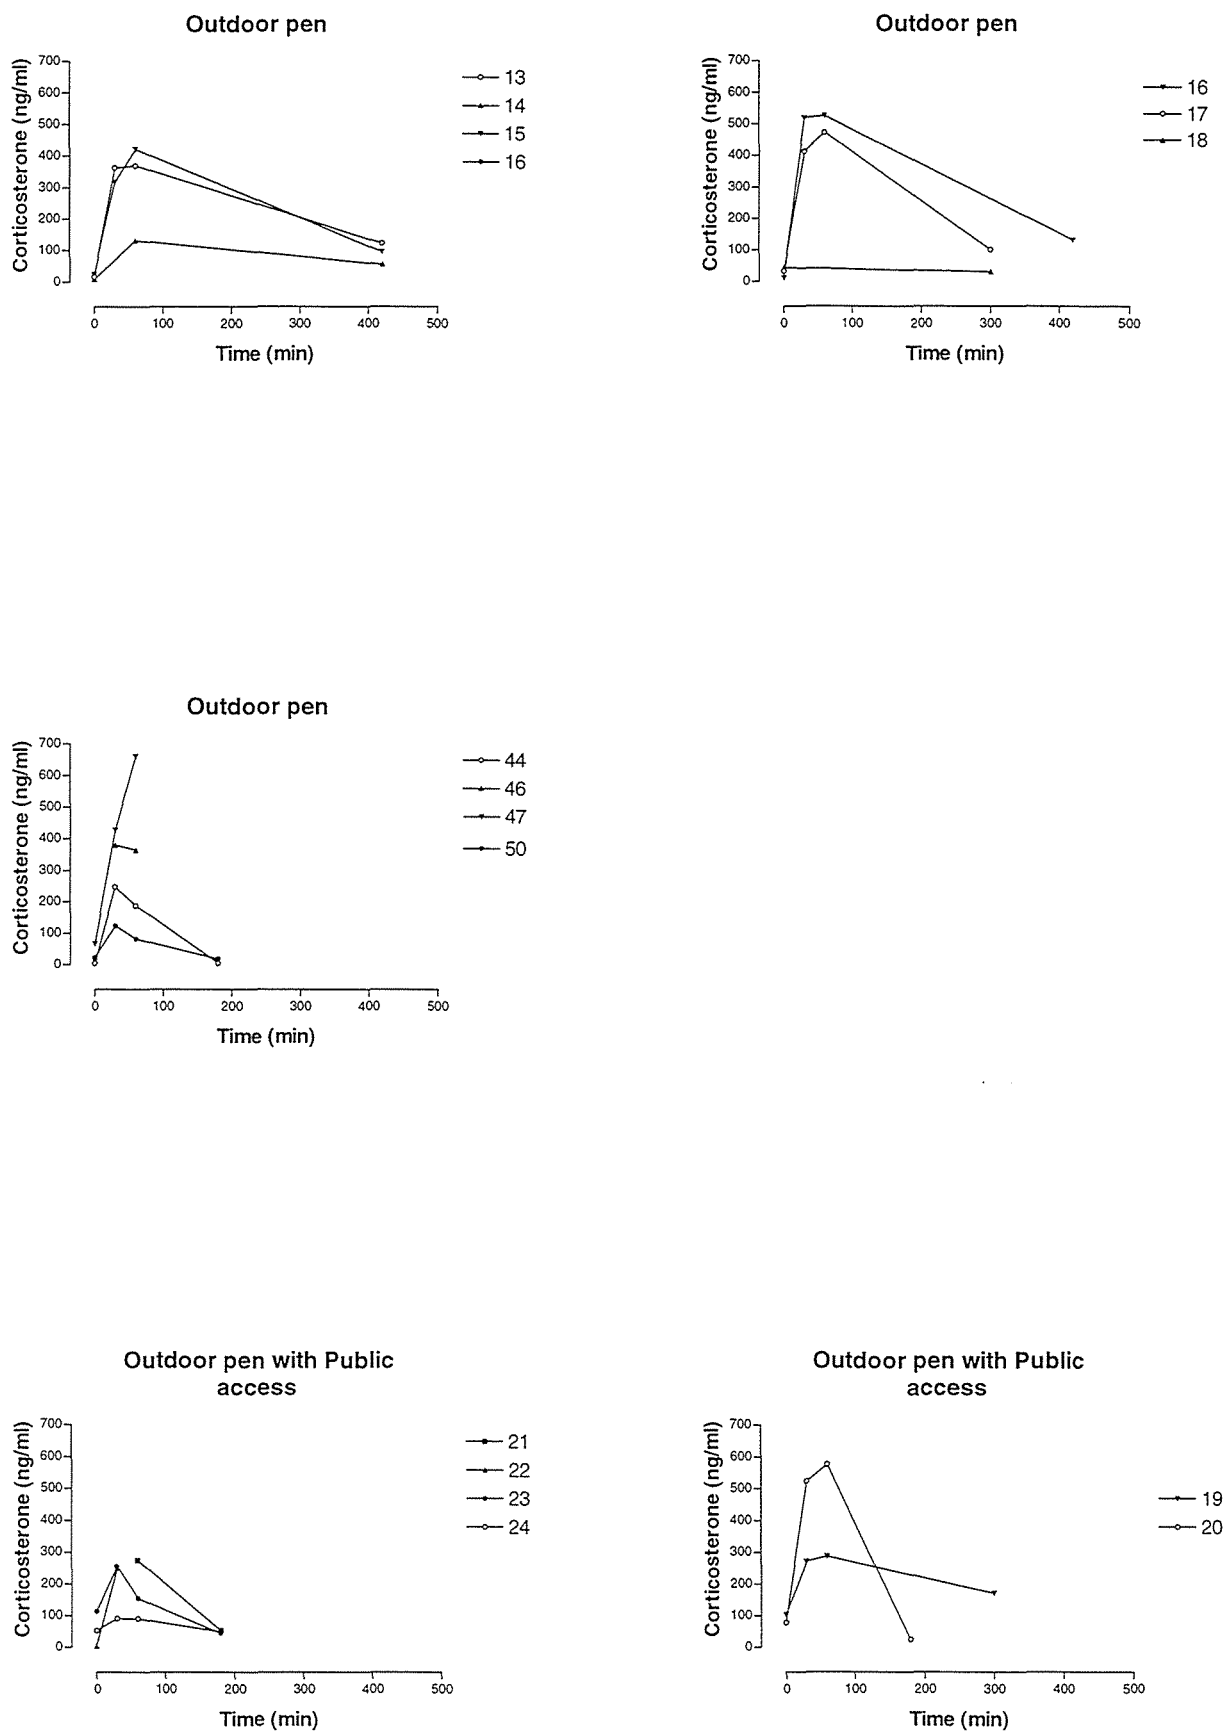 Outdoor pen
Corticosterone (ng/ml)
700
600
500
400
300
200
100
0
0 100 200 300 400 500
Time (min)
13
14
15
16
Outdoor pen
Corticosterone (ng/ml)
700
600
500
400
300
200
100
0
0 100 200 300 400 500
Time (min)
16
17
18
Outdoor pen
Corticosterone (ng/ml)
700
600
500
400
300
200
100
0
0 100 200 300 400 500
Time (min)
44
46
47
50
Outdoor pen with Public
access
Corticosterone (ng/ml)
700
600
500
400
300
200
100
0
0 100 200 300 400 500
Time (min)
21
22
23
24
Outdoor pen with Public
access
Corticosterone (ng/ml)
700
600
500
400
300
200
100
0
0 100 200 300 400 500
Time (min)
19
20